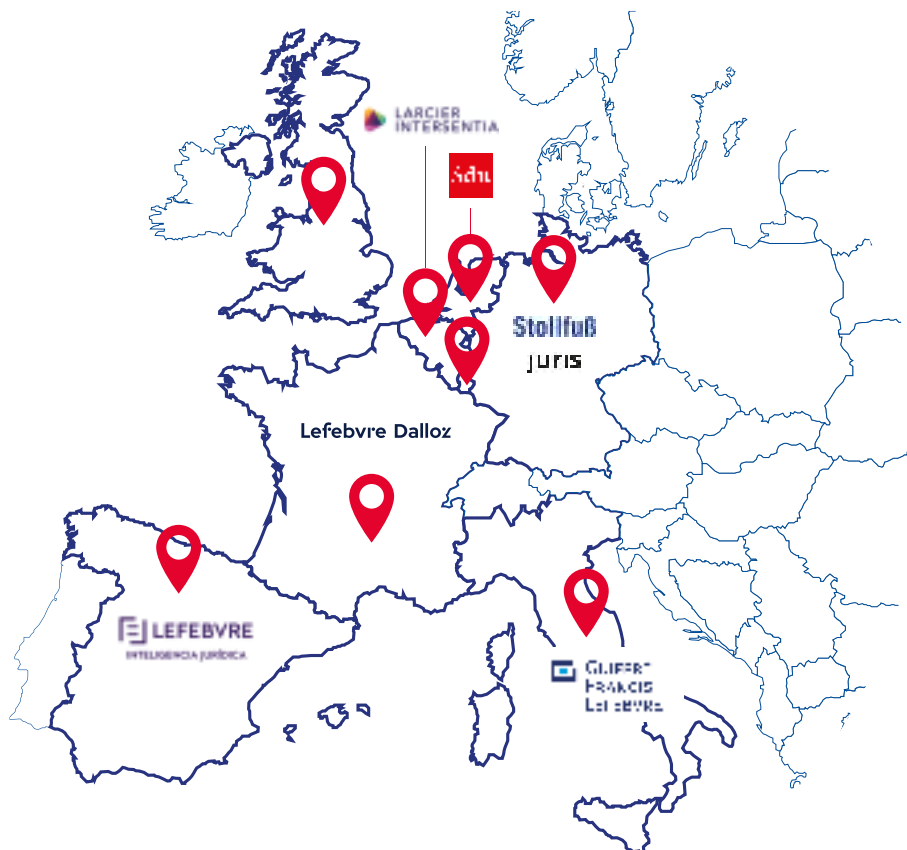 LARCIER
INTERSENTIA
sdu
Stollfuß
juris
Lefebvre Dalloz
LEFEBVRE
INTELIGENCIA JURÍDICA
GIUFFRÈ
FRANCIS
LEFEBVRE